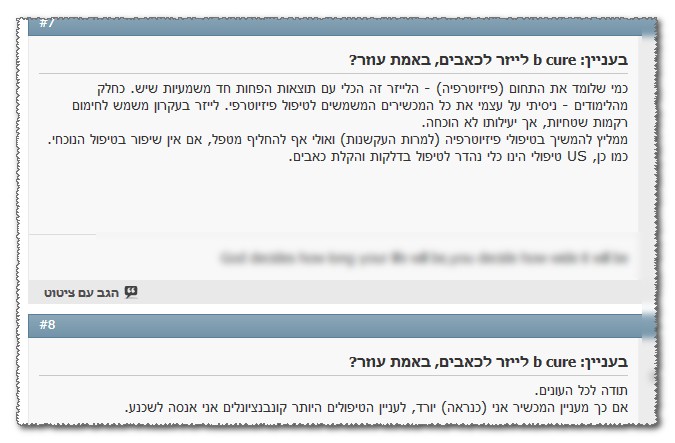 #7
בעניין: b cure לייזר לכאבים, באמת עוזר?
כמי שלומד את התחום (פיזיוטרפיה) - הלייזר זה הכלי עם תוצאות הפחות חד משמעיות שיש. כחלק
מהלימודים - ניסיתי על עצמי את כל המכשירים המשמשים לטיפול פיזיוטרפי. לייזר בעקרון משמש לחימום
רקמות שטחיות, אך יעילותו לא הוכחה.
ממליץ להמשיך בטיפולי פיזיוטרפיה (למרות העקשנות) ואולי אף להחליף מטפל, אם אין שיפור בטיפול הנוכחי.
כמו כן, US טיפולי הינו כלי נהדר לטיפול בדלקות והקלת כאבים.
הגב עם ציטוט
#8
בעניין: b cure לייזר לכאבים, באמת עוזר?
תודה לכל העונים.
אם כך מעניין המכשיר אני (כנראה) יורד, לעניין הטיפולים היותר קונבנציונלים אני אנסה לשכנע.